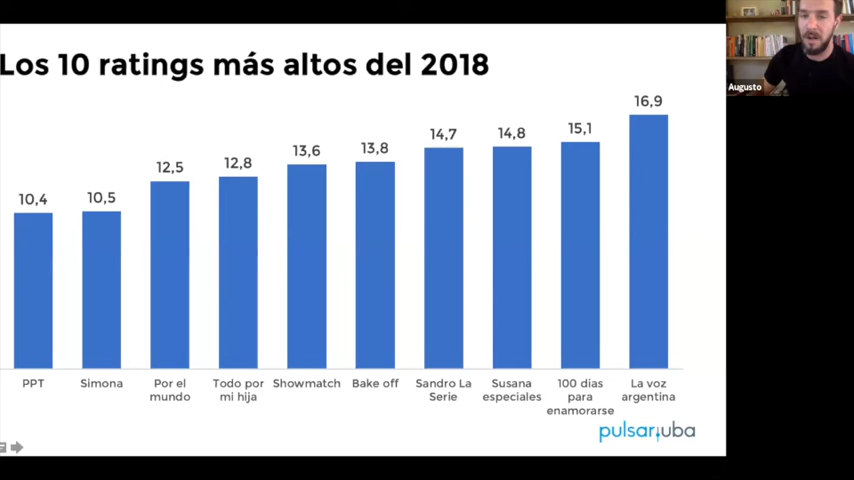 Los 10 ratings más altos del 2018
Augusto
10,4
10,5
12,5
12,8
13,6
13,8
14,7
14,8
15,1
16,9
PPT
Simona
Por el
mundo
Todo por
mi hija
Showmatch
Bake off
Sandro La
Serie
Susana
especiales
100 dias
para
enamorarse
La voz
argentina
pulsar.uba